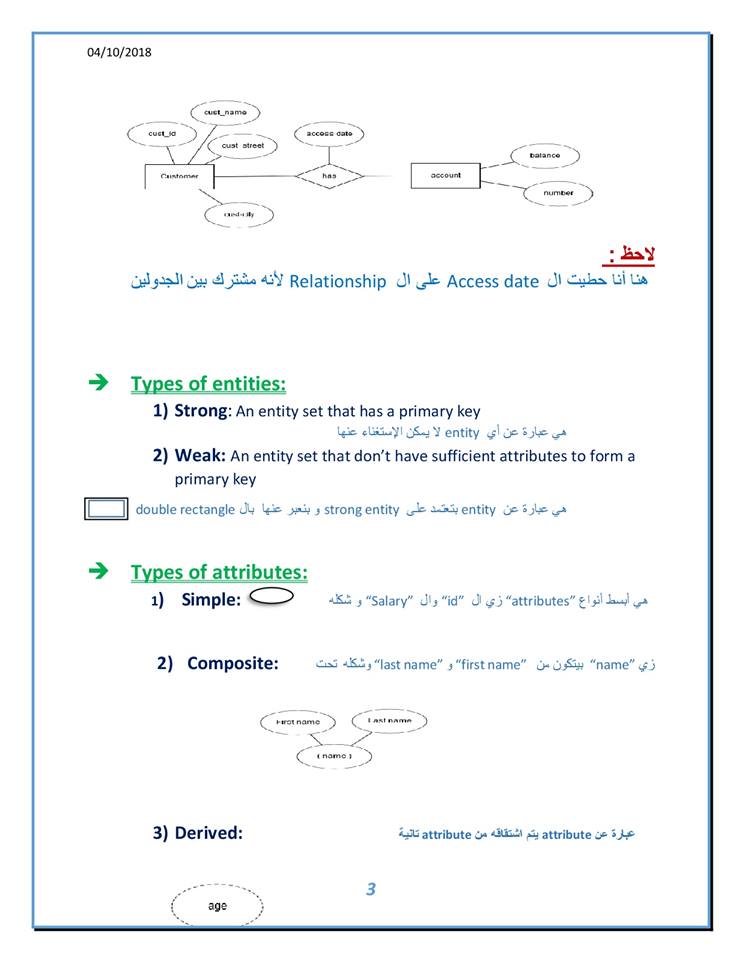 04/10/2018
cust_name
cust_id
access date
cust_street
balance
Customer
has
account
number
cust-city
لاحظ :
هنا أنا حطيت ال Access date على ال Relationship لأنه مشترك بين الجدولين
➔ Types of entities:
1) Strong: An entity set that has a primary key
هي عبارة عن أي entity لا يمكن الإستغناء عنها
2) Weak: An entity set that don’t have sufficient attributes to form a
primary key
هي عبارة عن entity بتعتمد على strong entity و بنعبر عنها بال double rectangle
➔ Types of attributes:
1) Simple: هي أبسط أنواع “attributes” زي ال “id” وال “Salary” و شكله
2) Composite: زي “name” بيتكون من “first name” و “last name” وشكله تحت
First name
Last name
( name )
3) Derived: عبارة عن attribute يتم اشتقاقه من attribute تانية
3
age